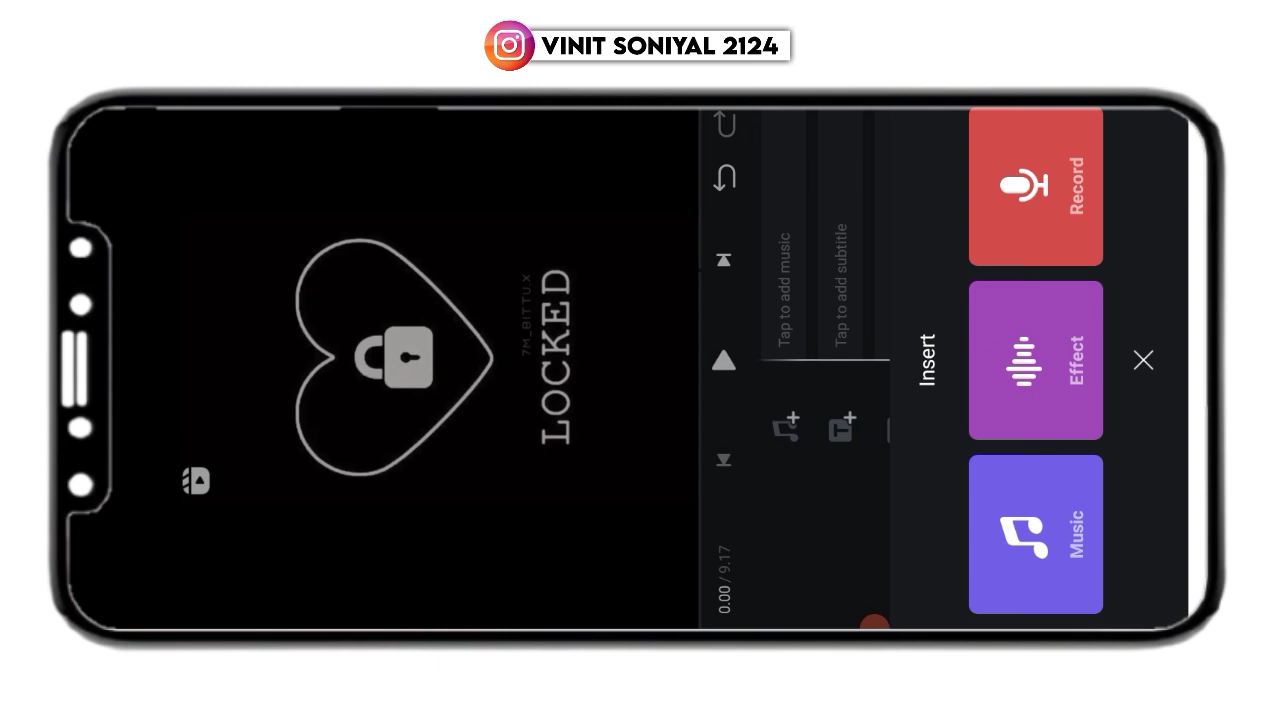 VINIT SONIYAL 2124
7M_BITTU.X
LOCKED
0.00 / 9.17
Tap to add music
Tap to add subtitle
T
Insert
Music
Effect
Record